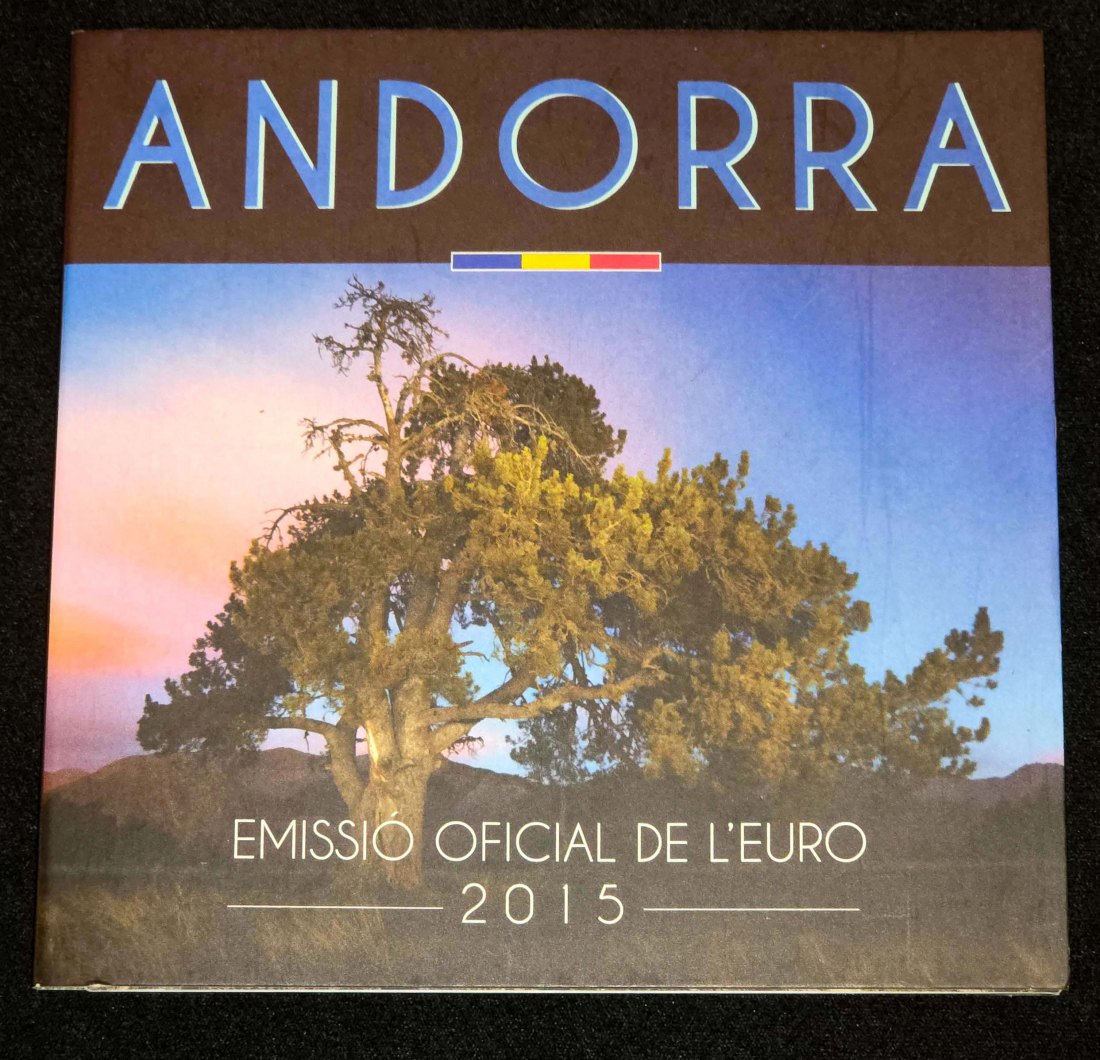 ANDORRA
EMISSIÓ OFICIAL DE L'EURO
2015